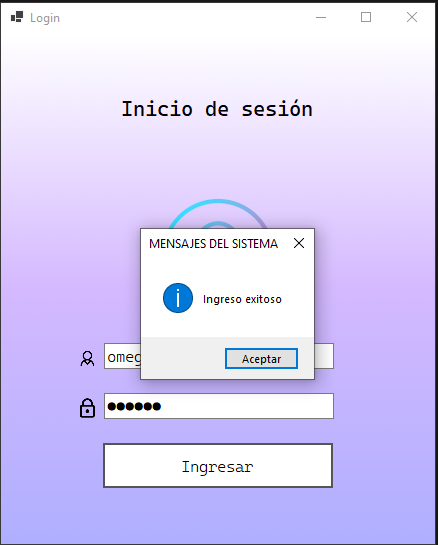 Login
Inicio de sesión
MENSAJES DEL SISTEMA
Ingreso exitoso
Aceptar
omeg
●●●●●●
Ingresar